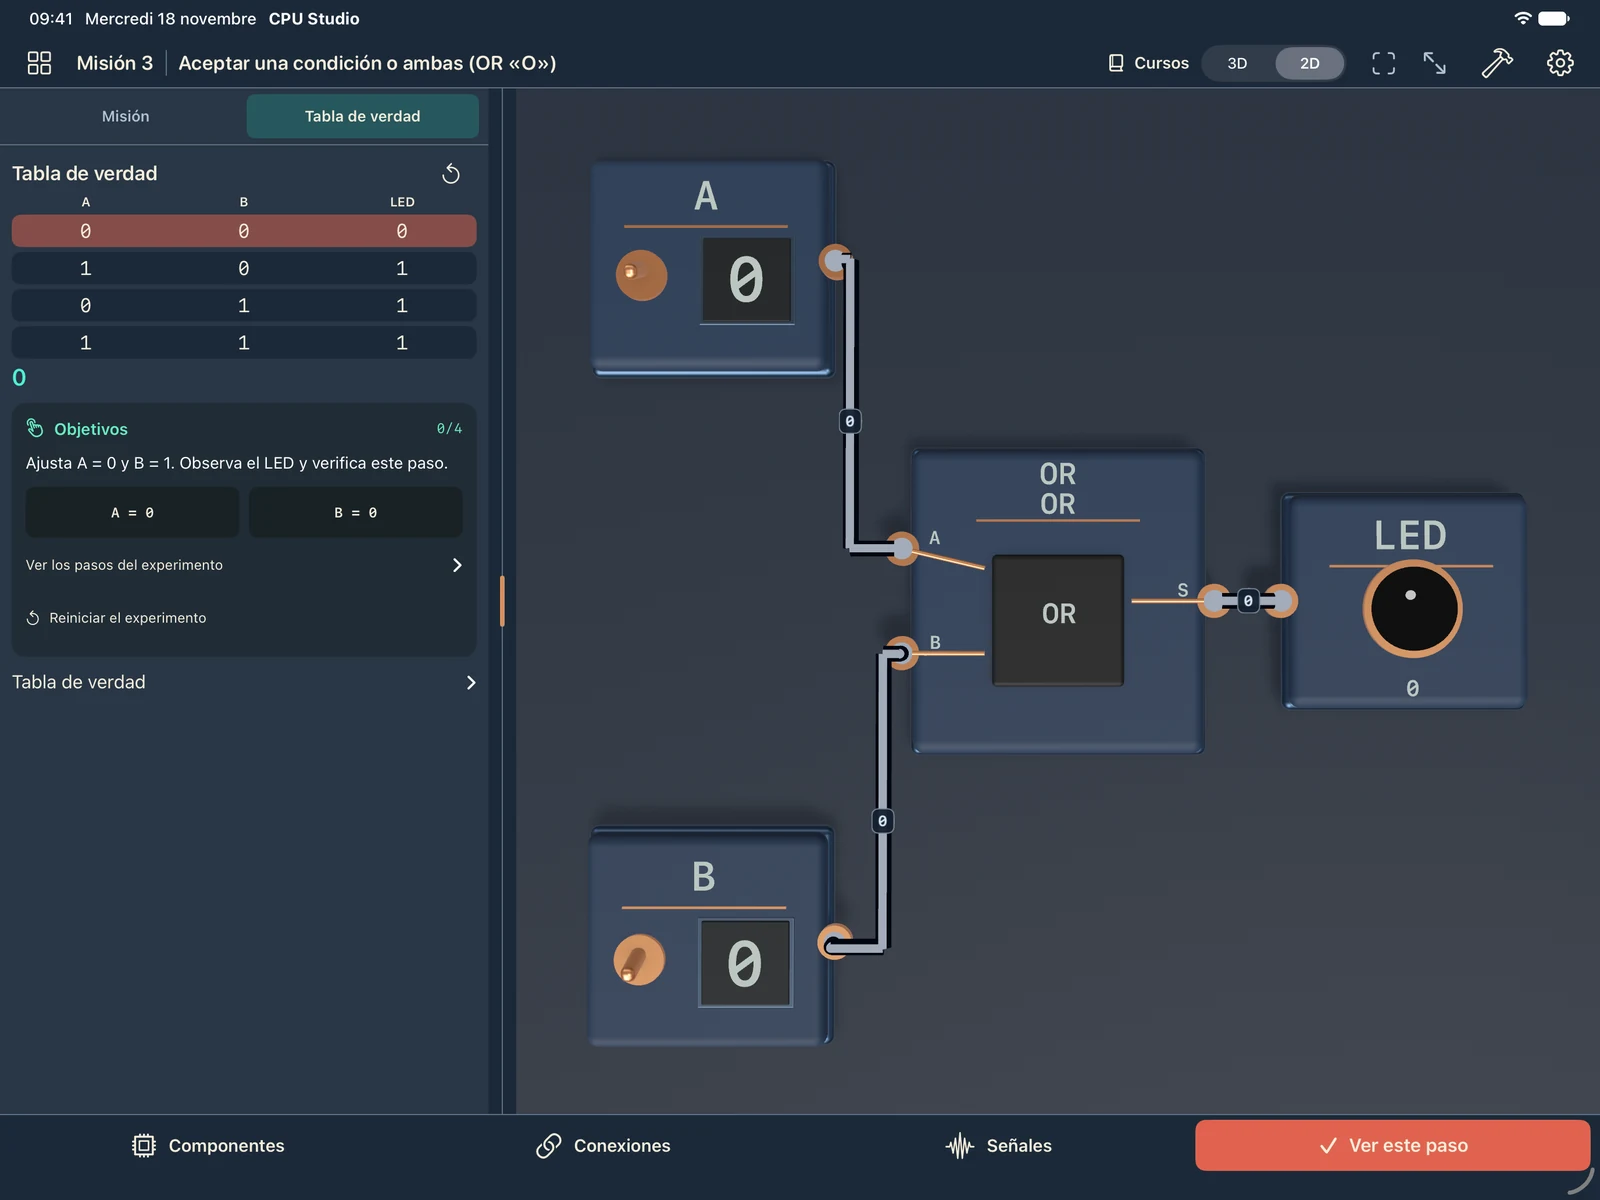 09:41 Mercredi 18 novembre CPU Studio
Misión 3 Aceptar una condición o ambas (OR «O»)
Cursos 3D 2D
Misión Tabla de verdad
Tabla de verdad
A B LED
0 0 0
1 0 1
0 1 1
1 1 1
0
Objetivos 0/4
Ajusta A = 0 y B = 1. Observa el LED y verifica este paso.
A = 0 B = 0
Ver los pasos del experimento
Reiniciar el experimento
Tabla de verdad
A
0
0
OR
OR
A
B
OR
S
0
LED
0
0
B
0
Componentes Conexiones Señales Ver este paso